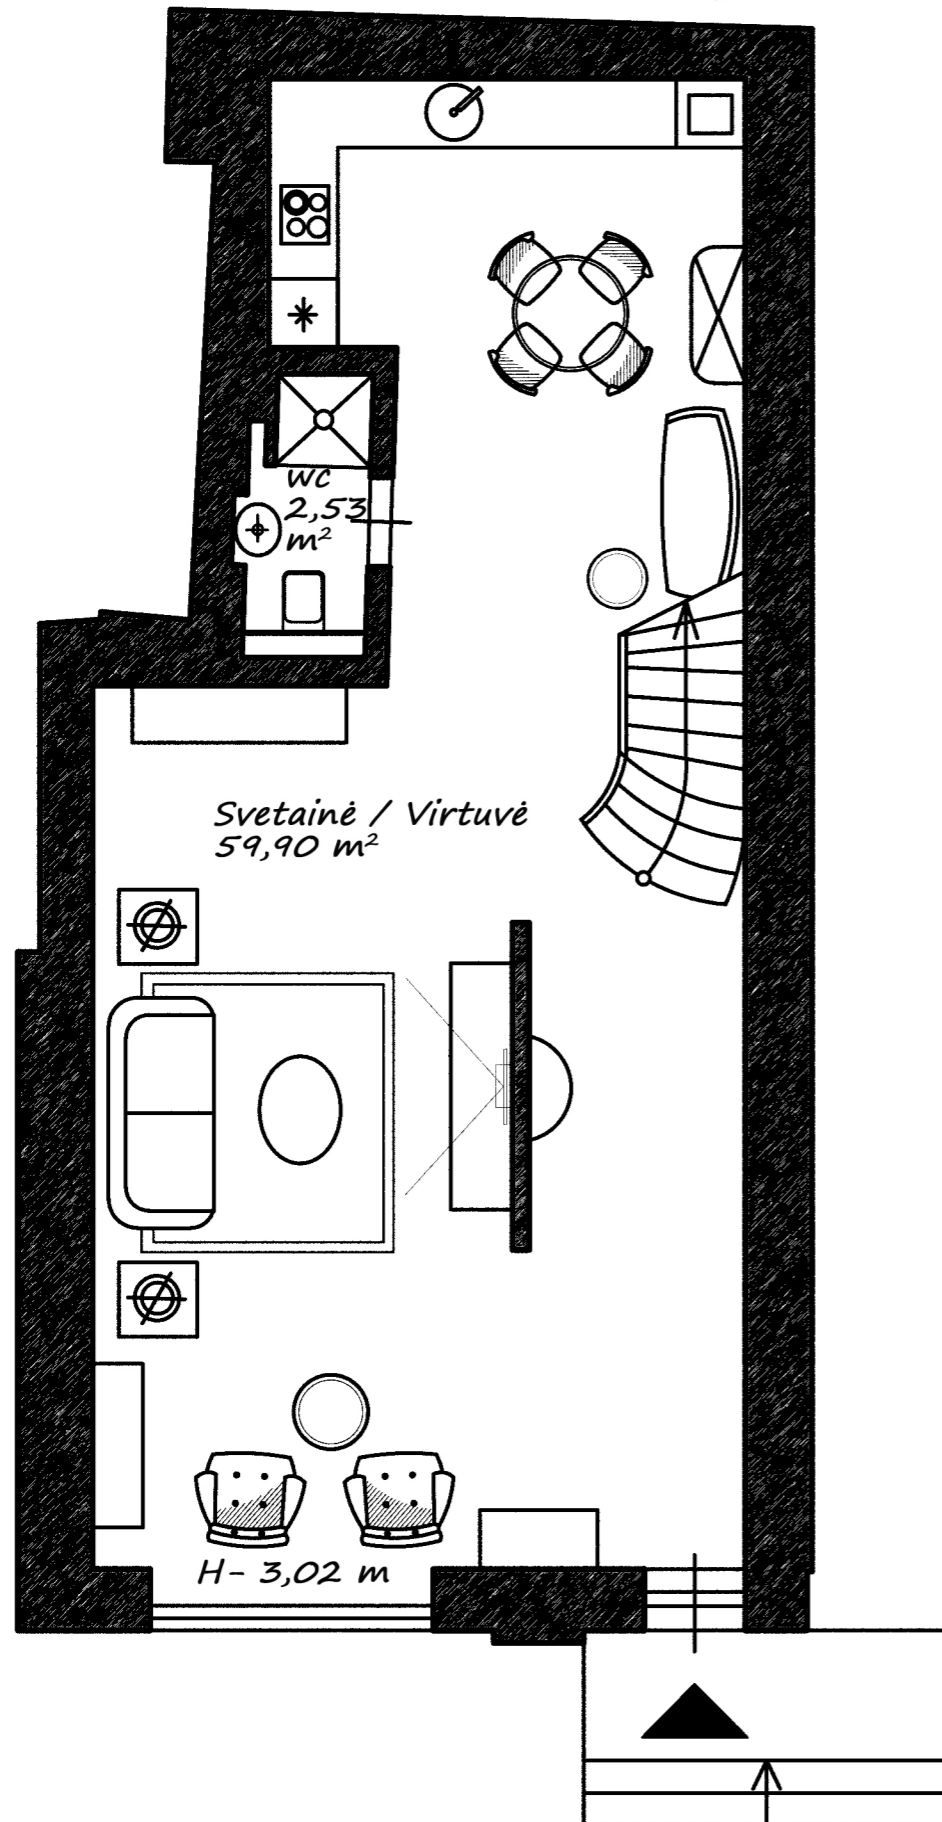 wc
2,53
m²
Svetainė / Virtuvė
59,90 m²
H- 3,02 m